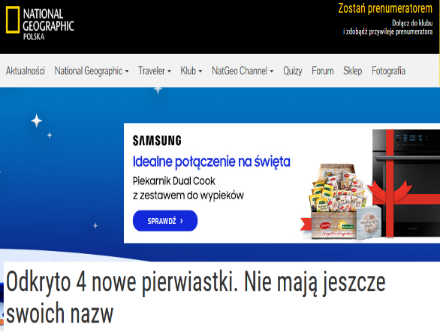 NATIONAL
GEOGRAPHIC
POLSKA
Zostań prenumeratorem
Dołącz do klubu
i zdobądź przywileje prenumeratora
Aktualności National Geographic Traveler Klub NatGeo Channel Quizy Forum Sklep Fotografia
SAMSUNG
Idealne połączenie na święta
Piekarnik Dual Cook
z zestawem do wypieków
SPRAWDŹ
Odkryto 4 nowe pierwiastki. Nie mają jeszcze
swoich nazw